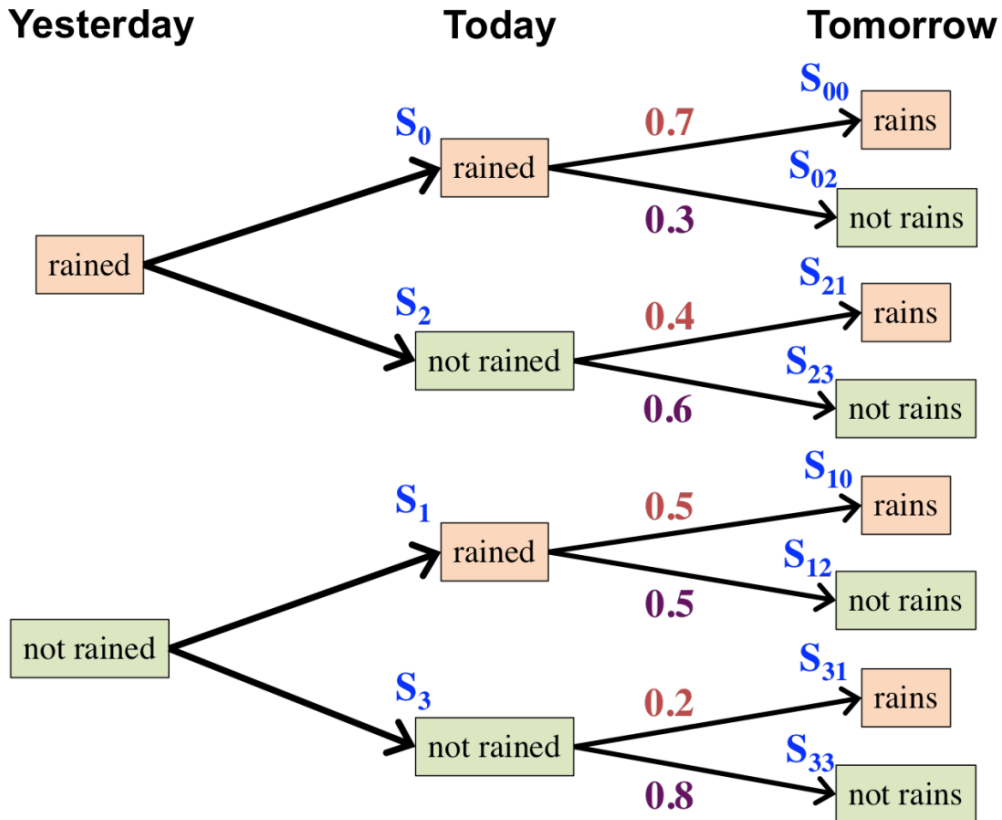 Yesterday Today Tomorrow
S00
S0 0.7 rains
rained S02
0.3 not rains
rained
S21
S2 0.4 rains
not rained S23
0.6 not rains
S10
S1 0.5 rains
rained S12
0.5 not rains
not rained
S31
S3 0.2 rains
not rained S33
0.8 not rains